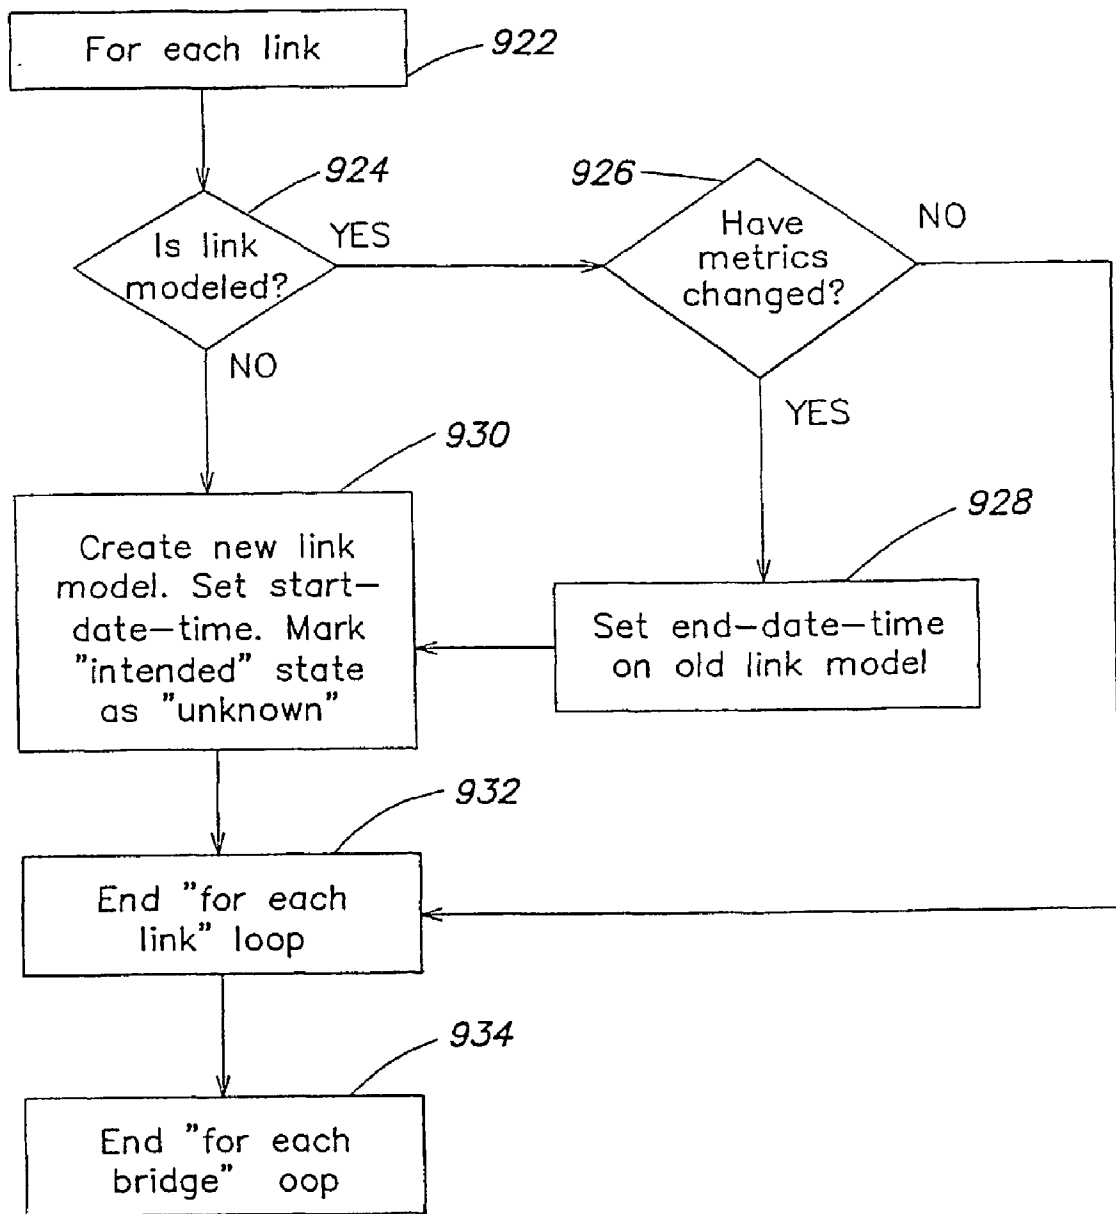 For each link
922
924
Is link
modeled?
YES
NO
926
Have
metrics
changed?
NO
YES
930
Create new link
model. Set start-
date-time. Mark
"intended" state
as "unknown"
928
Set end-date-time
on old link model
932
End "for each
link" loop
934
End "for each
bridge" oop